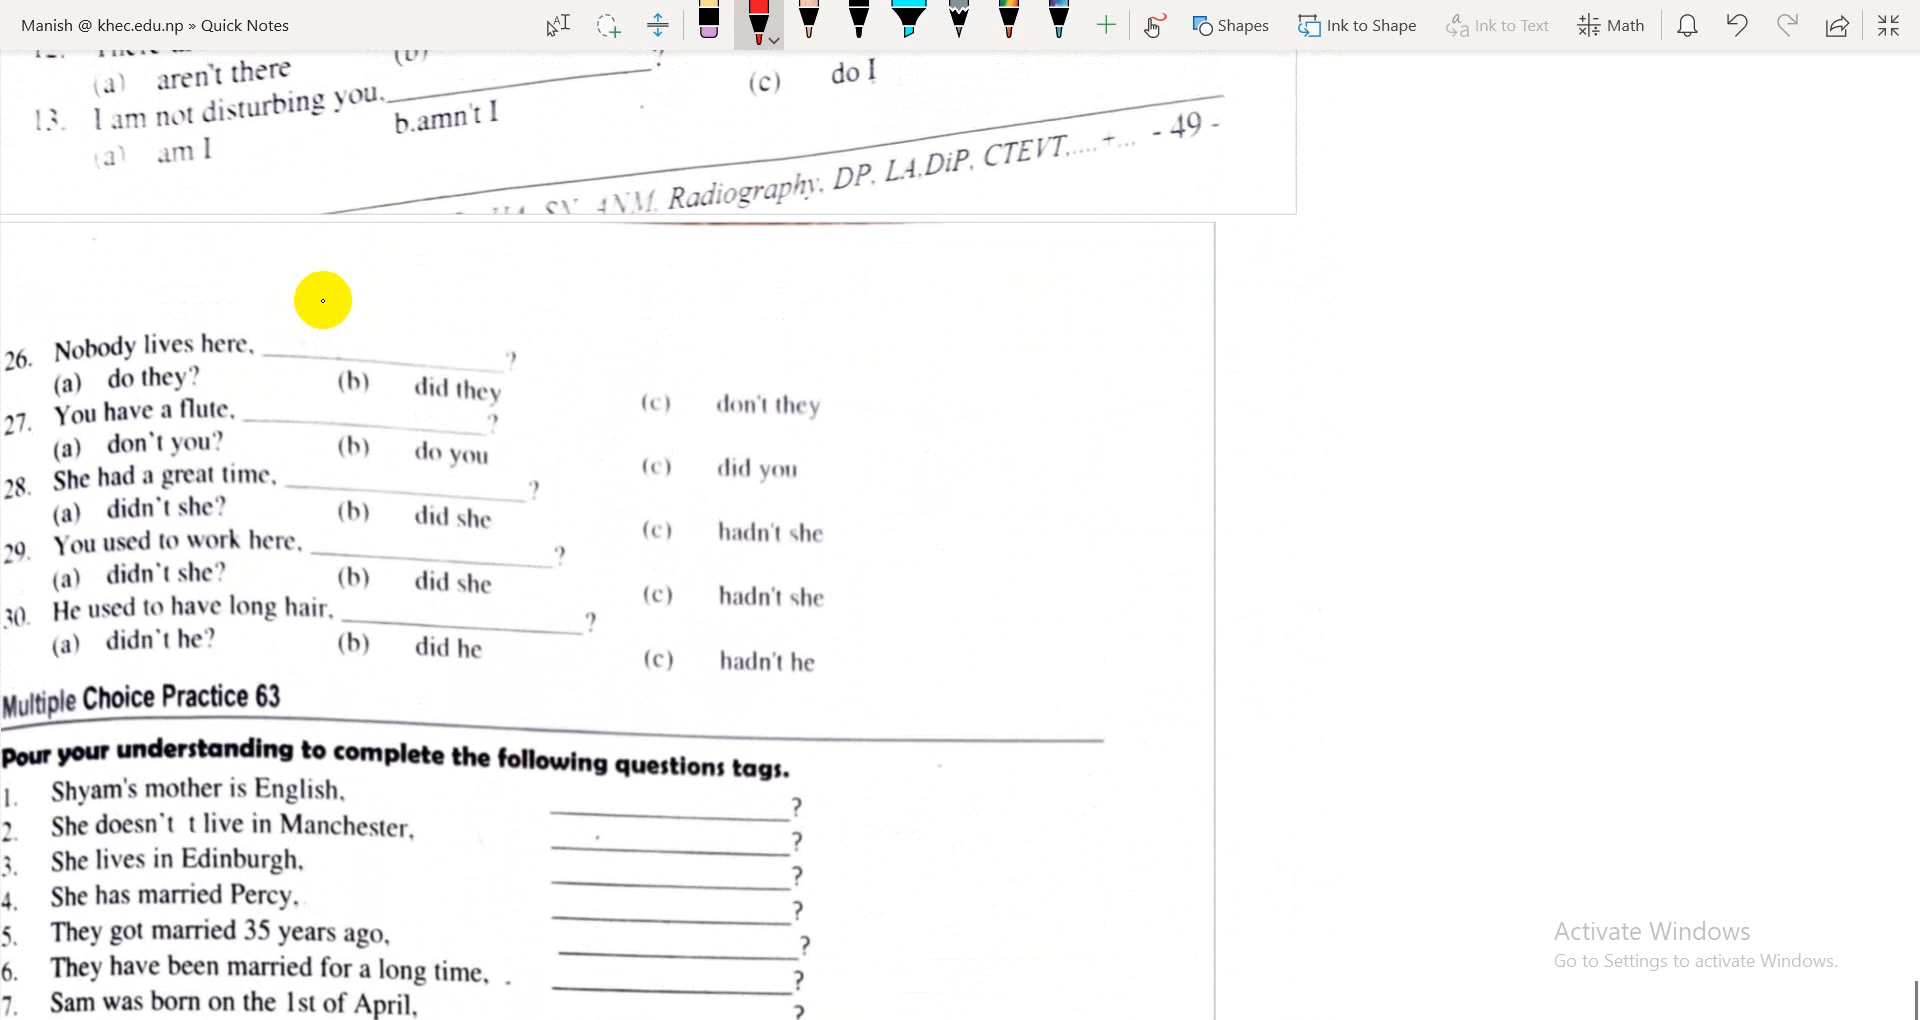 Manish @ khec.edu.np » Quick Notes
Shapes
Ink to Shape
Ink to Text
Math
(a) aren't there
(b)
?
13. I am not disturbing you, ?
(a) am I b.amn't I (c) do I
ANM, Radiography, DP, LA,DiP, CTEVT,....+... - 49 -
26. Nobody lives here, ?
(a) do they? (b) did they (c) don't they
27. You have a flute, ?
(a) don`t you? (b) do you (c) did you
28. She had a great time, ?
(a) didn`t she? (b) did she (c) hadn't she
29. You used to work here, ?
(a) didn`t she? (b) did she (c) hadn't she
30. He used to have long hair, ?
(a) didn`t he? (b) did he (c) hadn't he
Multiple Choice Practice 63
Pour your understanding to complete the following questions tags.
1. Shyam's mother is English, ?
2. She doesn`t t live in Manchester, ?
3. She lives in Edinburgh, ?
4. She has married Percy, ?
5. They got married 35 years ago, ?
6. They have been married for a long time, . ?
7. Sam was born on the 1st of April, ?
Activate Windows
Go to Settings to activate Windows.